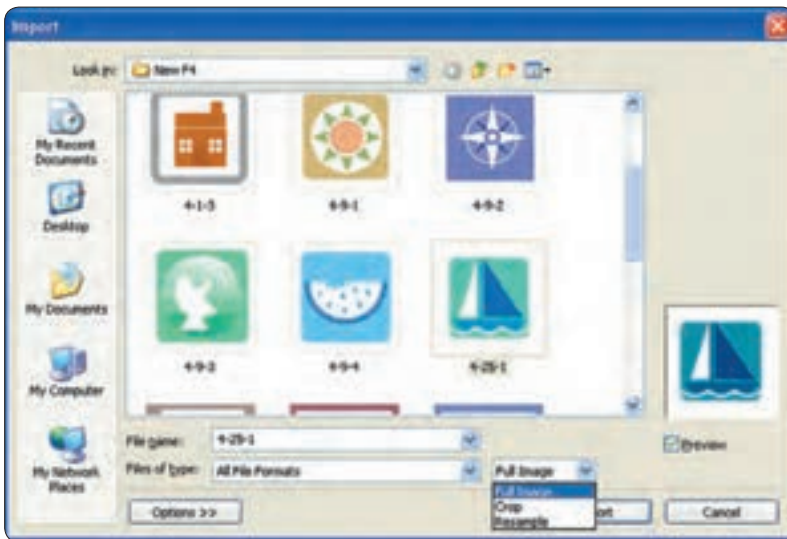 Import
Look in: New F4
My Recent
Documents
Desktop
My Documents
My Computer
My Network
Places
4-1-3
4-9-1
4-9-2
4-9-3
4-9-4
4-25-1
File name: 4-25-1
Files of type: All File Formats
Full Image
Full Image
Crop
Resample
Preview
Options >>
ort
Cancel